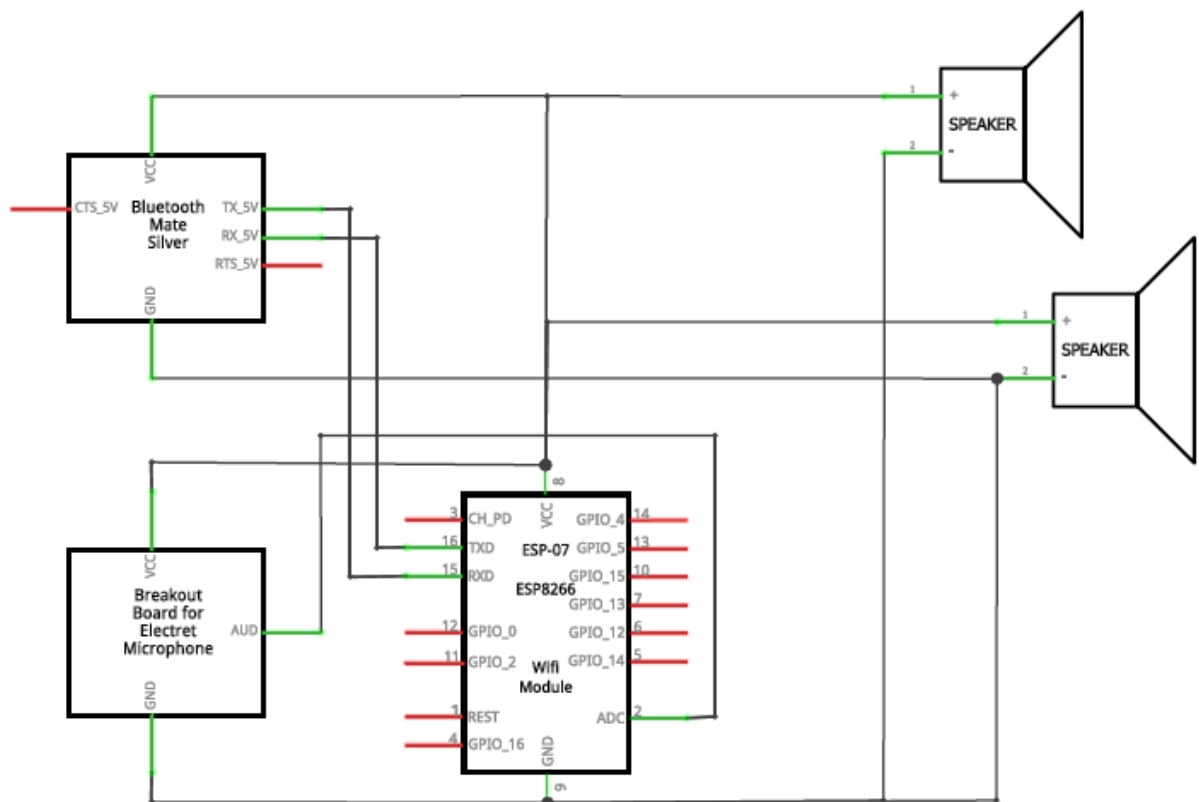 1
+
SPEAKER
2
-
VCC
CTS_5V
Bluetooth
Mate
Silver
TX_5V
RX_5V
RTS_5V
GND
1
+
SPEAKER
2
-
8
VCC
3
CH_PD
16
TXD
15
RXD
12
GPIO_0
11
GPIO_2
1
REST
4
GPIO_16
ESP-07
ESP8266
Wifi
Module
GPIO_4
14
GPIO_5
13
GPIO_15
10
GPIO_13
7
GPIO_12
6
GPIO_14
5
ADC
2
GND
9
VCC
Breakout
Board for
Electret
Microphone
AUD
GND